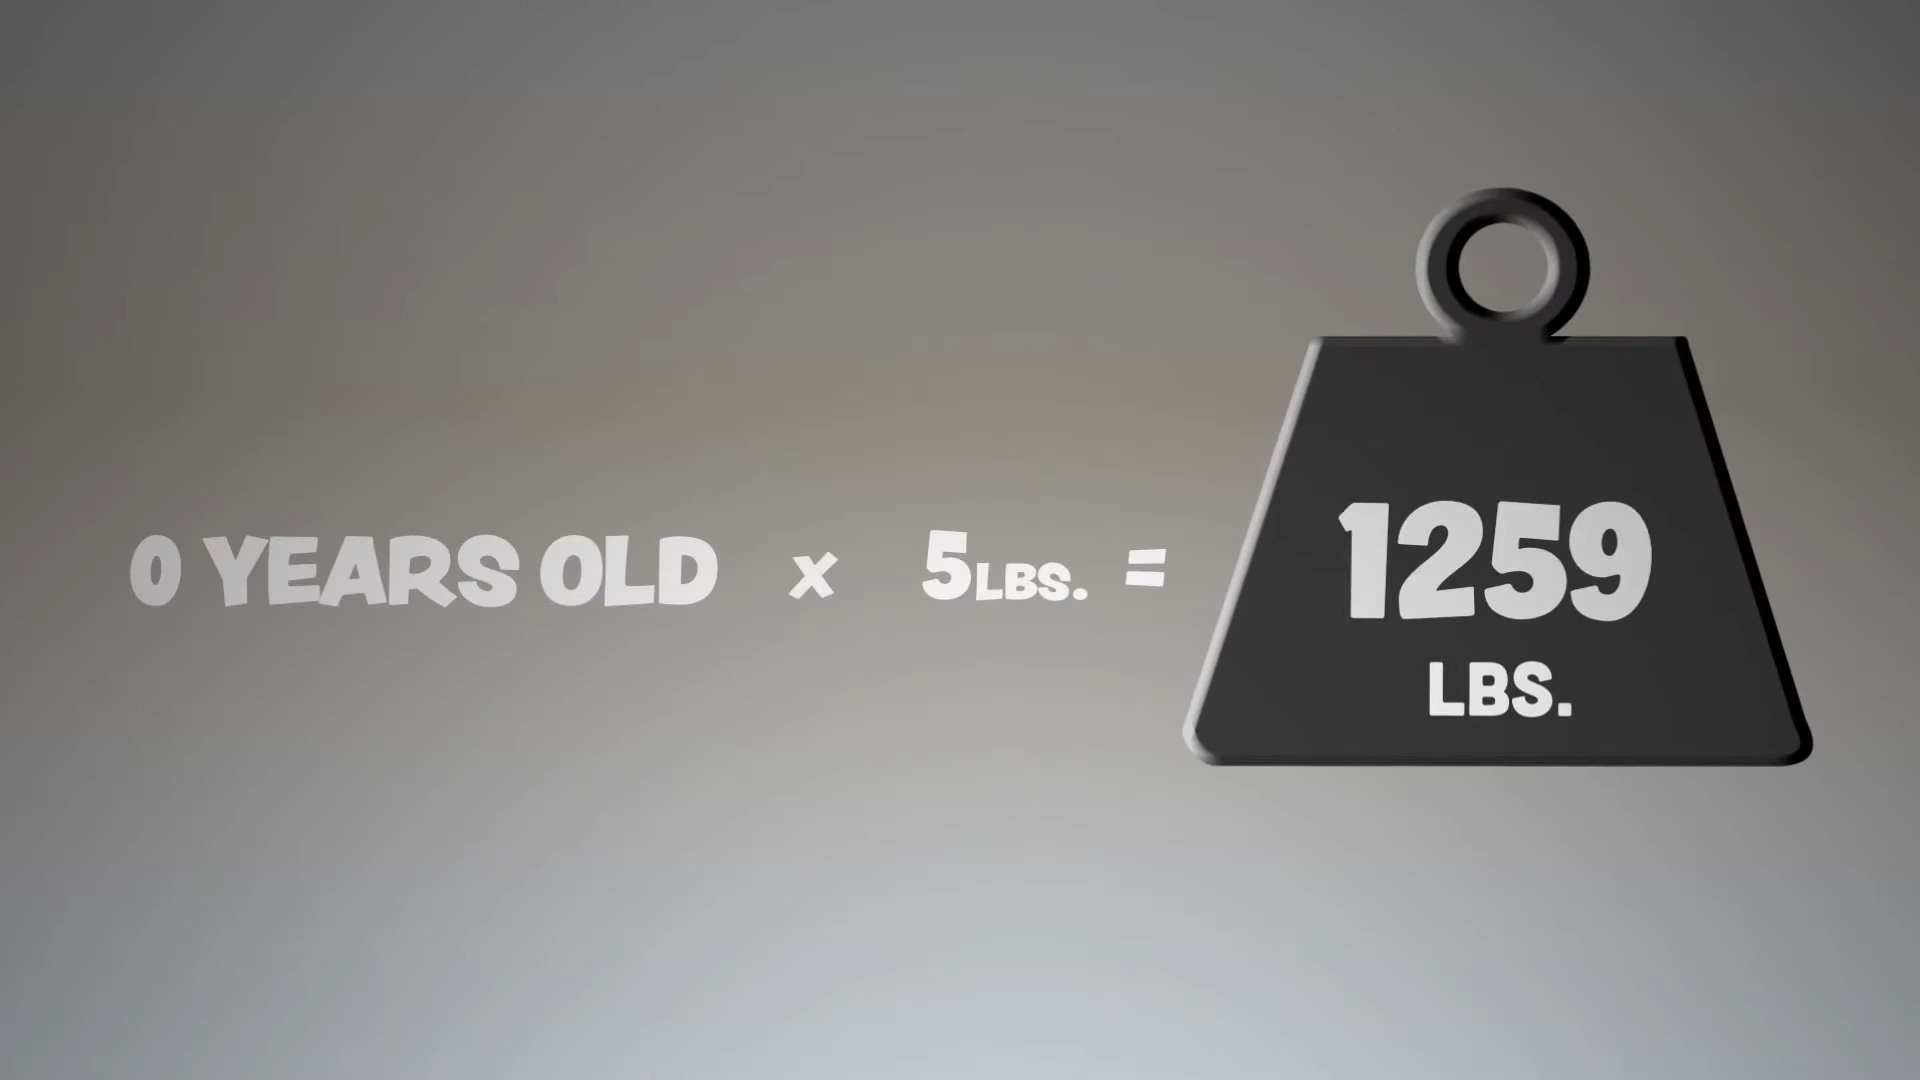 0 YEARS OLD x 5LBS. =
1259
LBS.